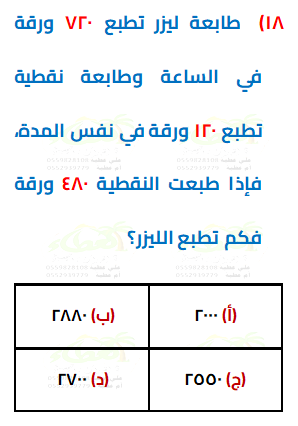 ١٨) طابعة ليزر تطبع ٧٢٠ ورقة
في الساعة وطابعة نقطية
تطبع ١٢٠ ورقة في نفس المدة،
فإذا طبعت النقطية ٤٨٠ ورقة
فكم تطبع الليزر؟
(أ) ٢٠٠٠
(ب) ٢٨٨٠
(ج) ٢٥٥٠
(د) ٢٧٠٠